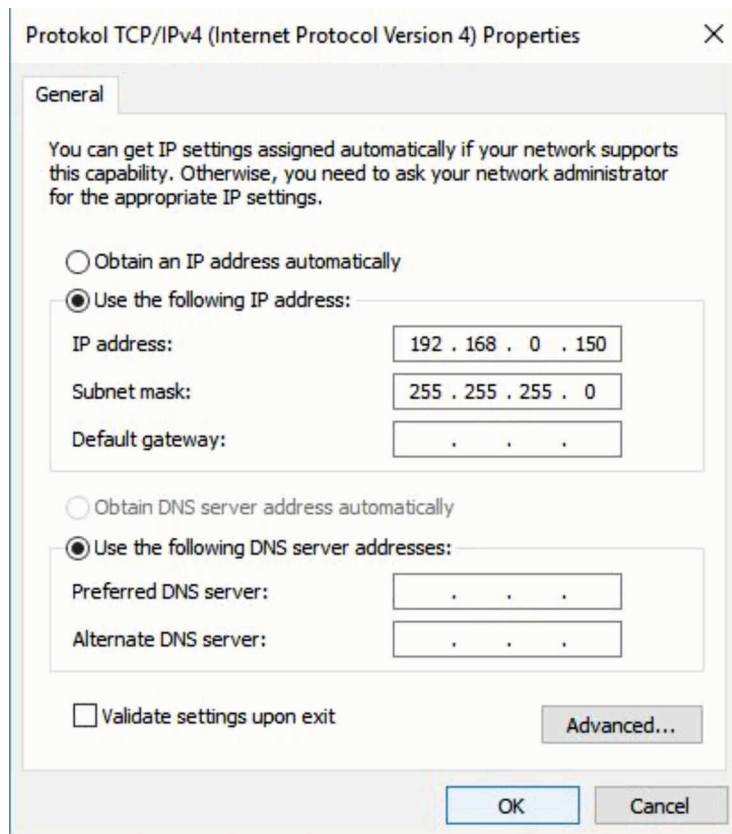 Protokol TCP/IPv4 (Internet Protocol Version 4) Properties
General
You can get IP settings assigned automatically if your network supports
this capability. Otherwise, you need to ask your network administrator
for the appropriate IP settings.
Obtain an IP address automatically
Use the following IP address:
IP address: 192 . 168 . 0 . 150
Subnet mask: 255 . 255 . 255 . 0
Default gateway: . . .
Obtain DNS server address automatically
Use the following DNS server addresses:
Preferred DNS server: . . .
Alternate DNS server: . . .
Validate settings upon exit
Advanced...
OK Cancel